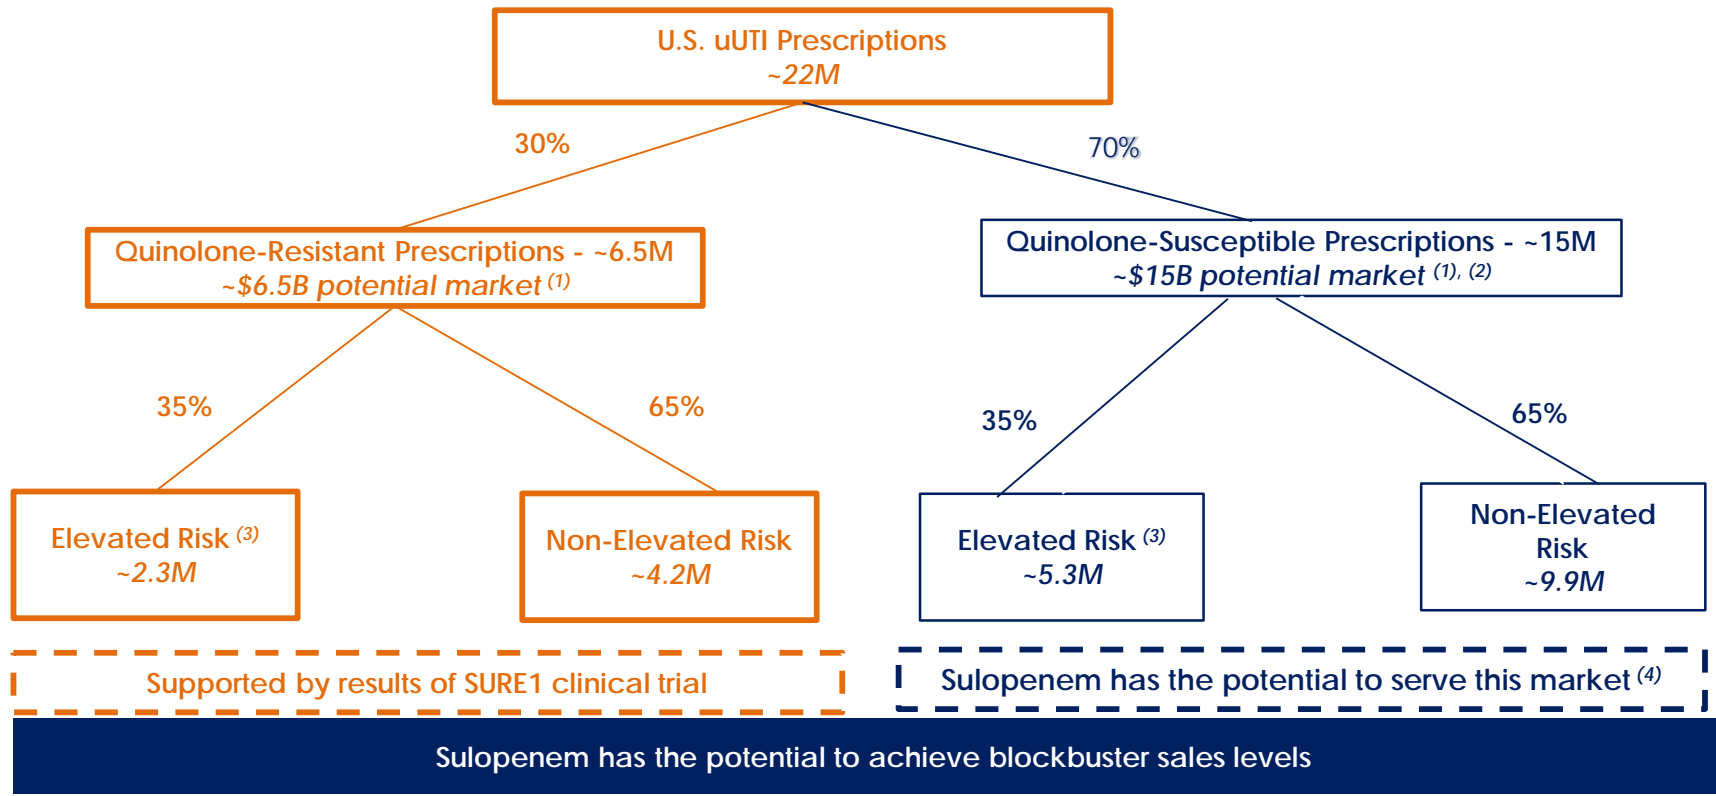 U.S. uUTI Prescriptions
~22M
30%
70%
Quinolone-Resistant Prescriptions - ~6.5M
~$6.5B potential market (1)
Quinolone-Susceptible Prescriptions - ~15M
~$15B potential market (1), (2)
35%
65%
35%
65%
Elevated Risk (3)
~2.3M
Non-Elevated Risk
~4.2M
Elevated Risk (3)
~5.3M
Non-Elevated
Risk
~9.9M
Supported by results of SURE1 clinical trial
Sulopenem has the potential to serve this market (4)
Sulopenem has the potential to achieve blockbuster sales levels